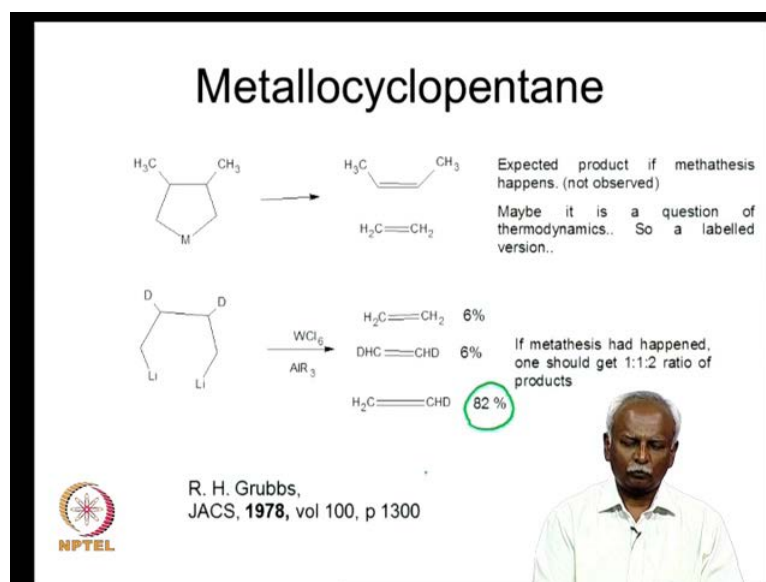 Metallocyclopentane
H₃C CH₃
M
H₃C CH₃
H₂C CH₂
Expected product if methathesis
happens. (not observed)
Maybe it is a question of
thermodynamics.. So a labelled
version..
D D
Li Li
WCl₆
AlR₃
H₂C CH₂ 6%
DHC CHD 6%
H₂C CHD 82 %
If metathesis had happened,
one should get 1:1:2 ratio of
products
R. H. Grubbs,
JACS, 1978, vol 100, p 1300
NPTEL